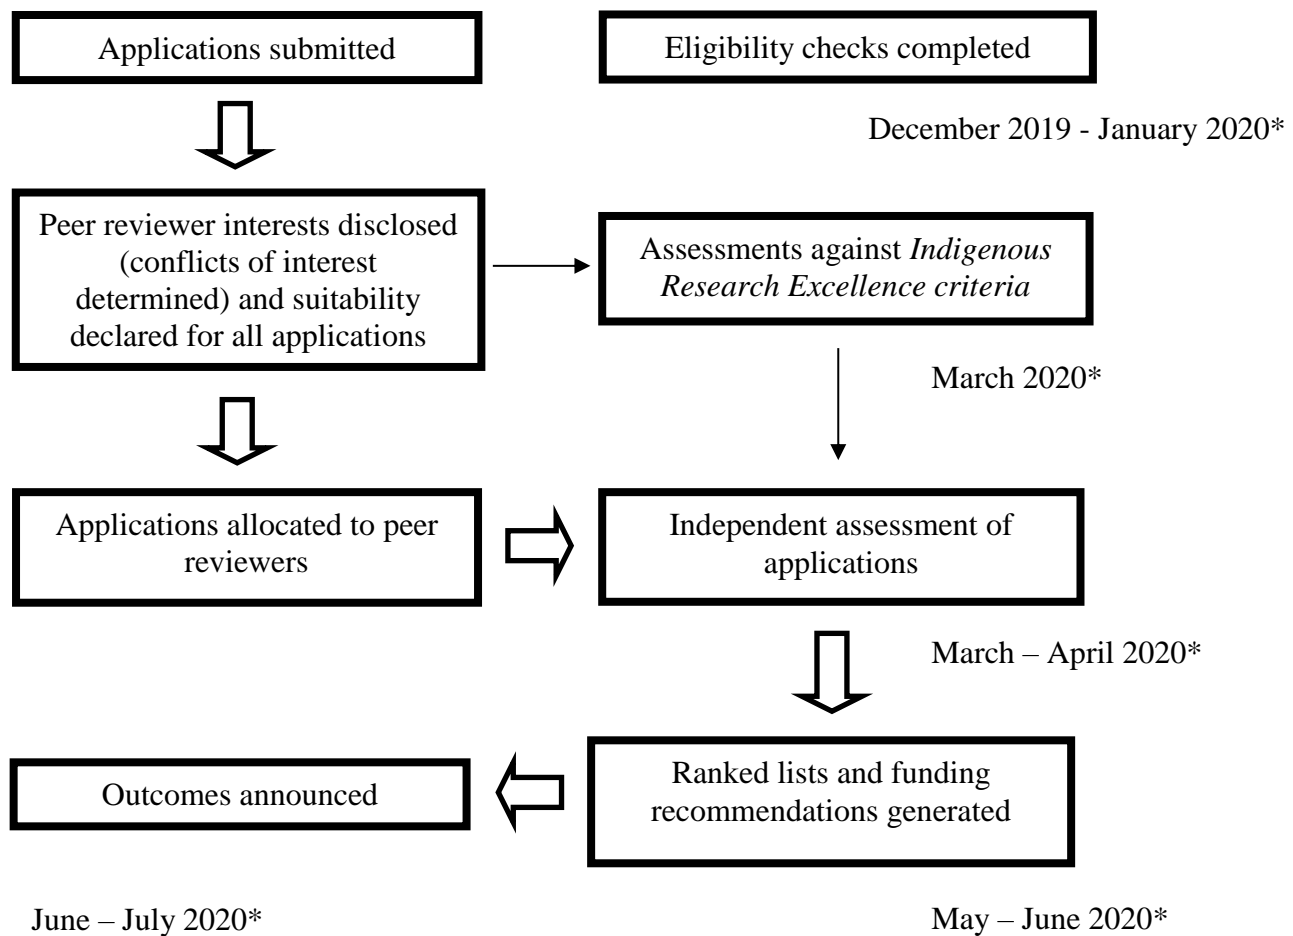 Applications submitted
Eligibility checks completed
December 2019 - January 2020*
Peer reviewer interests disclosed
(conflicts of interest
determined) and suitability
declared for all applications
Assessments against Indigenous
Research Excellence criteria
March 2020*
Applications allocated to peer
reviewers
Independent assessment of
applications
March – April 2020*
Ranked lists and funding
recommendations generated
Outcomes announced
June – July 2020*
May – June 2020*